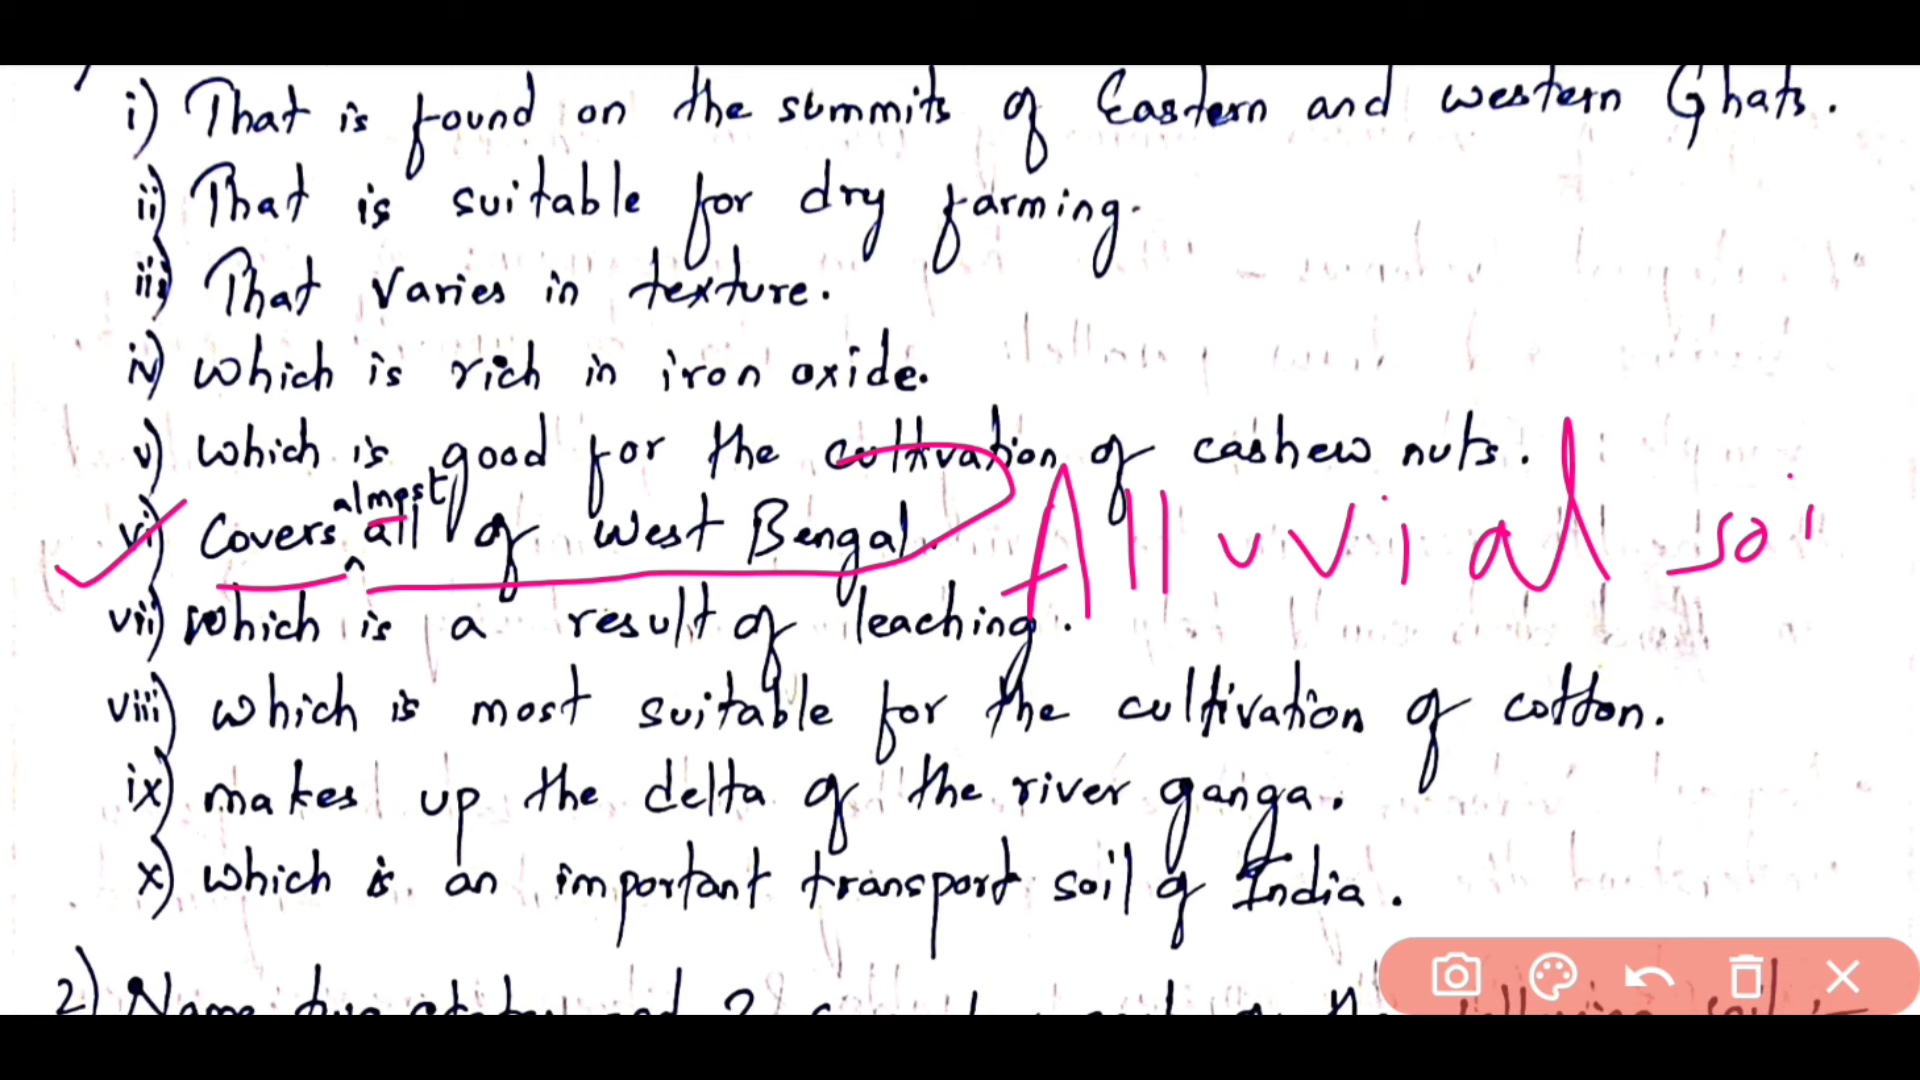 i) That is found on the summits of Eastern and western Ghats.
ii) That is suitable for dry farming.
iii) That varies in texture.
iv) which is rich in iron oxide.
v) which is good for the cultivation of cashew nuts.
vi) Covers almost all of West Bengal. Alluvial soi
vii) which is a result of leaching.
viii) which is most suitable for the cultivation of cotton.
ix) makes up the delta of the river ganga.
x) which is an important transport soil of India.
2) Name